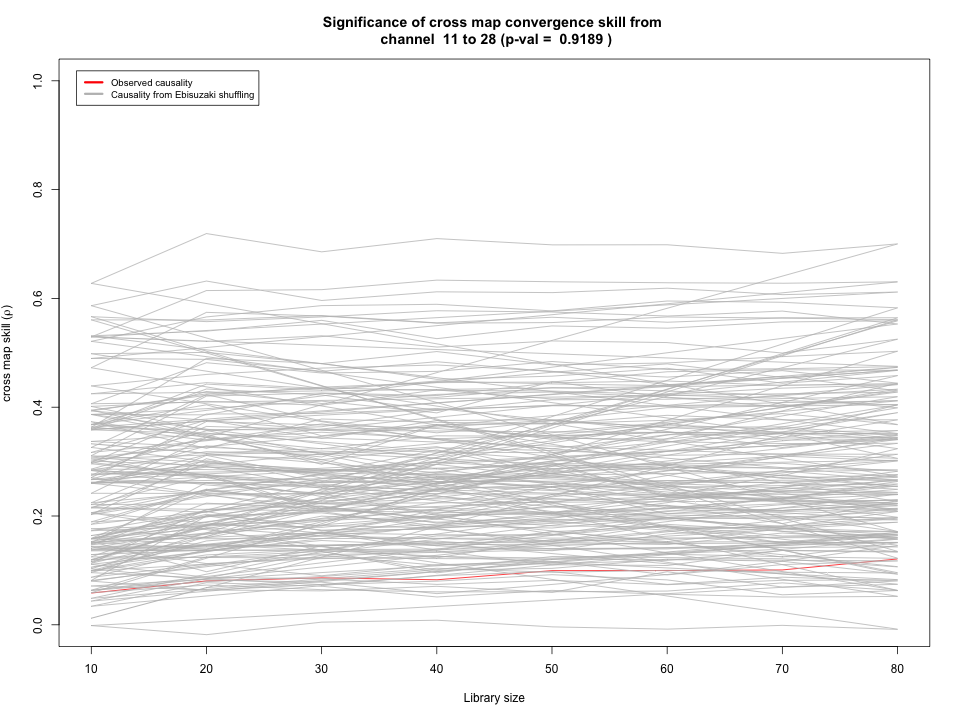 Significance of cross map convergence skill from
channel  11 to 28 (p-val =  0.9189 )
Observed causality
Causality from Ebisuzaki shuffling
cross map skill (ρ)
1.0
0.8
0.6
0.4
0.2
0.0
10 20 30 40 50 60 70 80
Library size